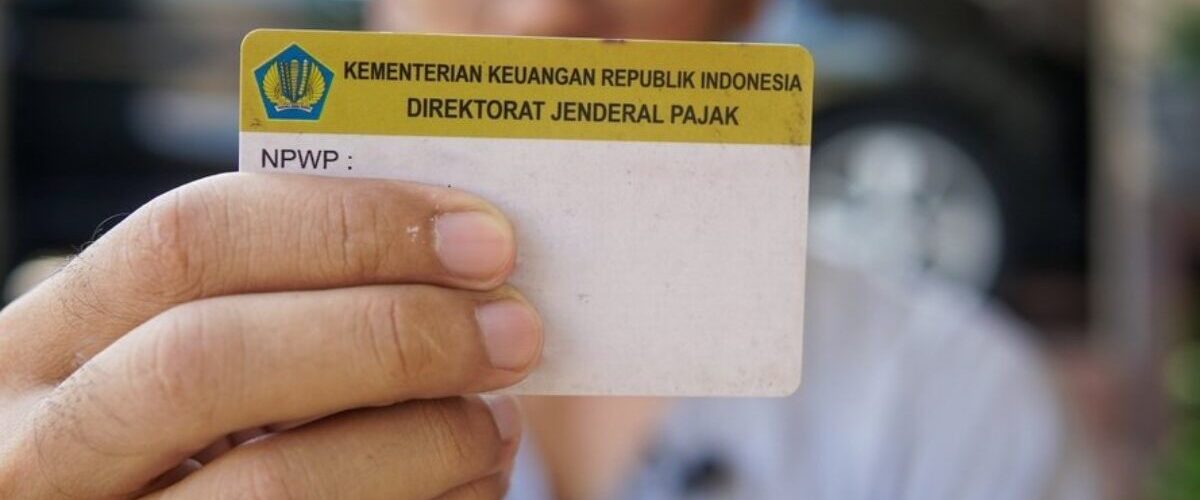 KEMENTERIAN KEUANGAN REPUBLIK INDONESIA
DIREKTORAT JENDERAL PAJAK
NPWP :